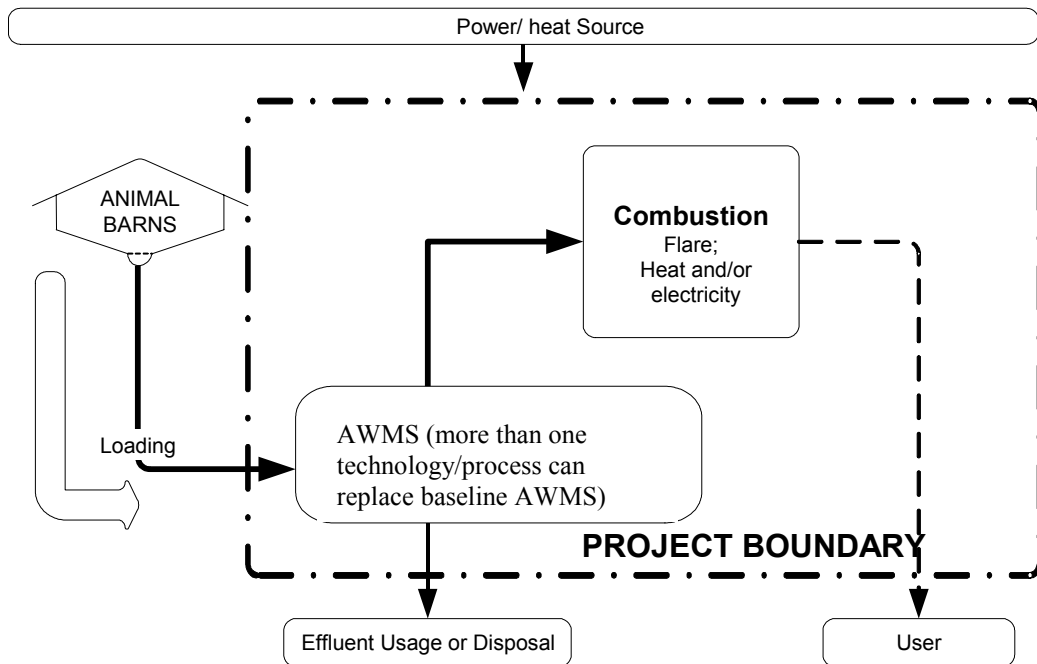 Power/ heat Source
ANIMAL
BARNS
Combustion
Flare;
Heat and/or
electricity
Loading
AWMS (more than one
technology/process can
replace baseline AWMS)
PROJECT BOUNDARY
Effluent Usage or Disposal
User